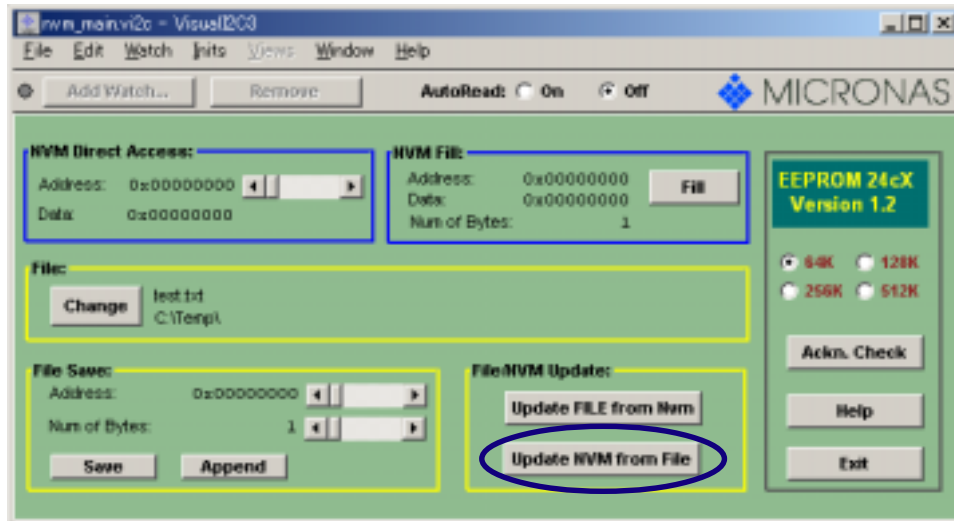 nvm_main.vi2c - VisualI2C3
File Edit Watch Inits Views Window Help
Add Watch... Remove AutoRead: On Off MICRONAS
NVM Direct Access:
Address: 0x00000000
Data: 0x00000000
NVM Fill:
Address: 0x00000000
Data: 0x00000000
Num of Bytes: 1
Fill
EEPROM 24cX
Version 1.2
64K 128K
256K 512K
File:
Change
test.txt
C:\Temp\
Ackn. Check
Help
Exit
File Save:
Address: 0x00000000
Num of Bytes: 1
Save Append
File/NVM Update:
Update FILE from Nvm
Update NVM from File